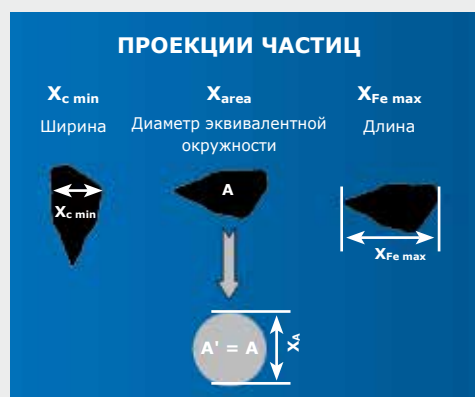 ПРОЕКЦИИ ЧАСТИЦ
Xc min
Ширина
Xarea
Диаметр эквивалентной
окружности
XFe max
Длина
Xc min
A
XFe max
A' = A
XA